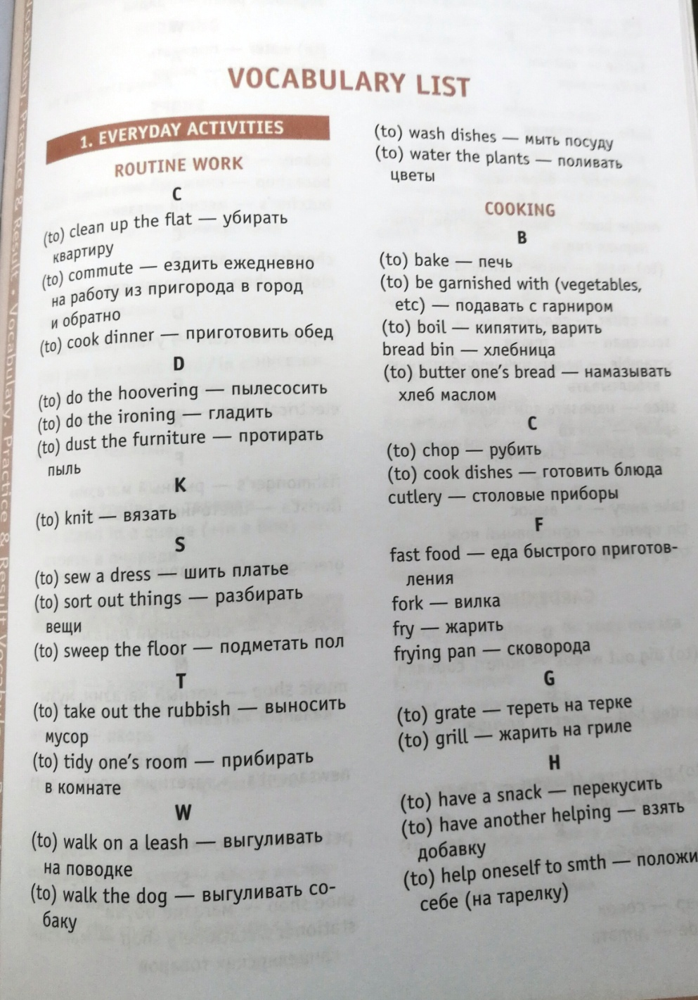 VOCABULARY LIST
1. EVERYDAY ACTIVITIES
ROUTINE WORK
C
(to) clean up the flat — убирать
квартиру
(to) commute — ездить ежедневно
на работу из пригорода в город
и обратно
(to) cook dinner — приготовить обед
D
(to) do the hoovering — пылесосить
(to) do the ironing — гладить
(to) dust the furniture — протирать
пыль
K
(to) knit — вязать
S
(to) sew a dress — шить платье
(to) sort out things — разбирать
вещи
(to) sweep the floor — подметать пол
T
(to) take out the rubbish — выносить
мусор
(to) tidy one's room — прибирать
в комнате
W
(to) walk on a leash — выгуливать
на поводке
(to) walk the dog — выгуливать со-
баку
(to) wash dishes — мыть посуду
(to) water the plants — поливать
цветы
COOKING
B
(to) bake — печь
(to) be garnished with (vegetables,
etc) — подавать с гарниром
(to) boil — кипятить, варить
bread bin — хлебница
(to) butter one's bread — намазывать
хлеб маслом
C
(to) chop — рубить
(to) cook dishes — готовить блюда
cutlery — столовые приборы
F
fast food — еда быстрого приготов-
ления
fork — вилка
fry — жарить
frying pan — сковорода
G
(to) grate — тереть на терке
(to) grill — жарить на гриле
H
(to) have a snack — перекусить
(to) have another helping — взять
добавку
(to) help oneself to smth — положи
себе (на тарелку)
Vocabulary. Practice & Result • Vocabulary. Practice & Result